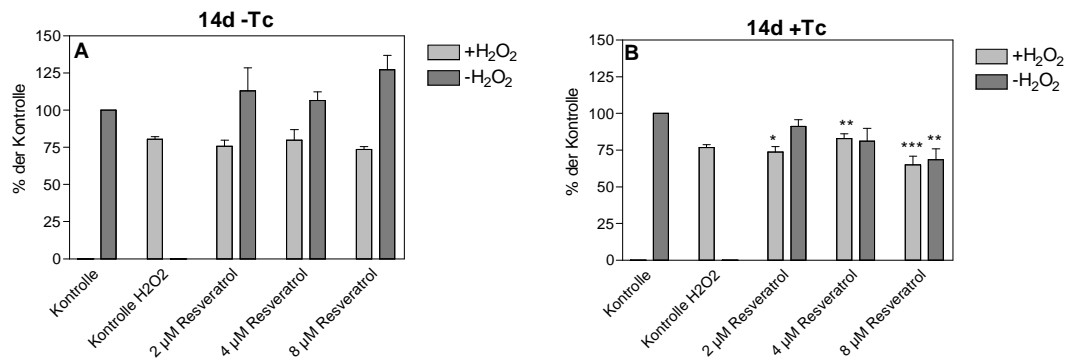 14d -Tc
A
+H₂O₂
-H₂O₂
% der Kontrolle
150
125
100
75
50
25
0
Kontrolle
Kontrolle H2O2
2 µM Resveratrol
4 µM Resveratrol
8 µM Resveratrol
14d +Tc
B
+H₂O₂
-H₂O₂
% der Kontrolle
150
125
100
75
50
25
0
*
**
***
**
Kontrolle
Kontrolle H2O2
2 µM Resveratrol
4 µM Resveratrol
8 µM Resveratrol